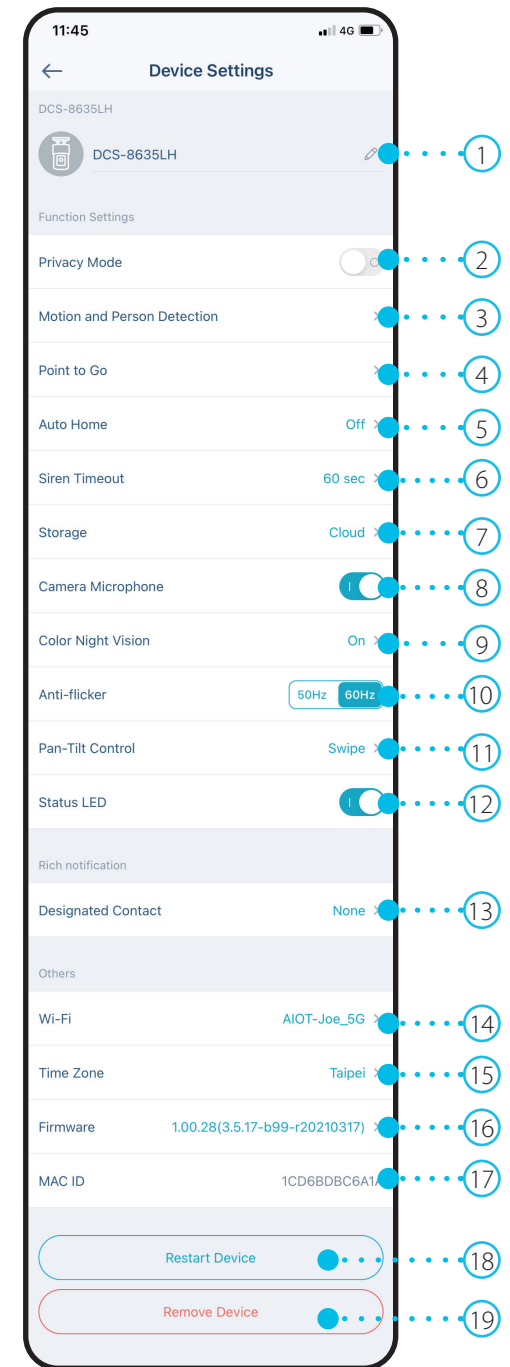 11:45 4G
Device Settings
DCS-8635LH
DCS-8635LH 1
Function Settings
Privacy Mode 2
Motion and Person Detection 3
Point to Go 4
Auto Home Off 5
Siren Timeout 60 sec 6
Storage Cloud 7
Camera Microphone 8
Color Night Vision On 9
Anti-flicker 50Hz 60Hz 10
Pan-Tilt Control Swipe 11
Status LED 12
Rich notification
Designated Contact None 13
Others
Wi-Fi AIOT-Joe_5G 14
Time Zone Taipei 15
Firmware 1.00.28(3.5.17-b99-r20210317) 16
MAC ID 1CD6BDBC6A1A 17
Restart Device 18
Remove Device 19